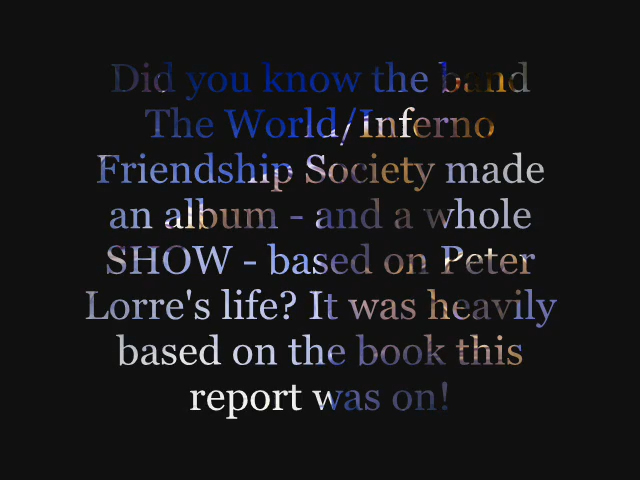 Did you know the band
The World/Inferno
Friendship Society made
an album - and a whole
SHOW - based on Peter
Lorre's life? It was heavily
based on the book this
report was on!